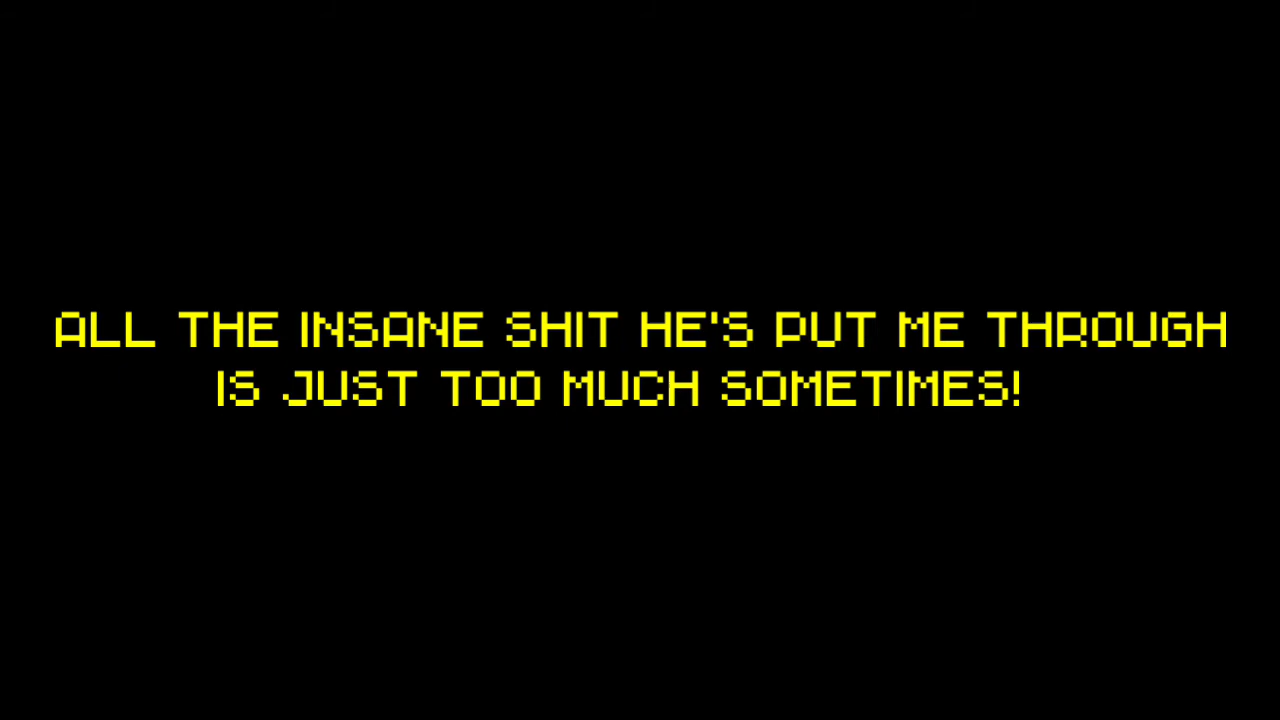 ALL THE INSANE SHIT HE'S PUT ME THROUGH
IS JUST TOO MUCH SOMETIMES!